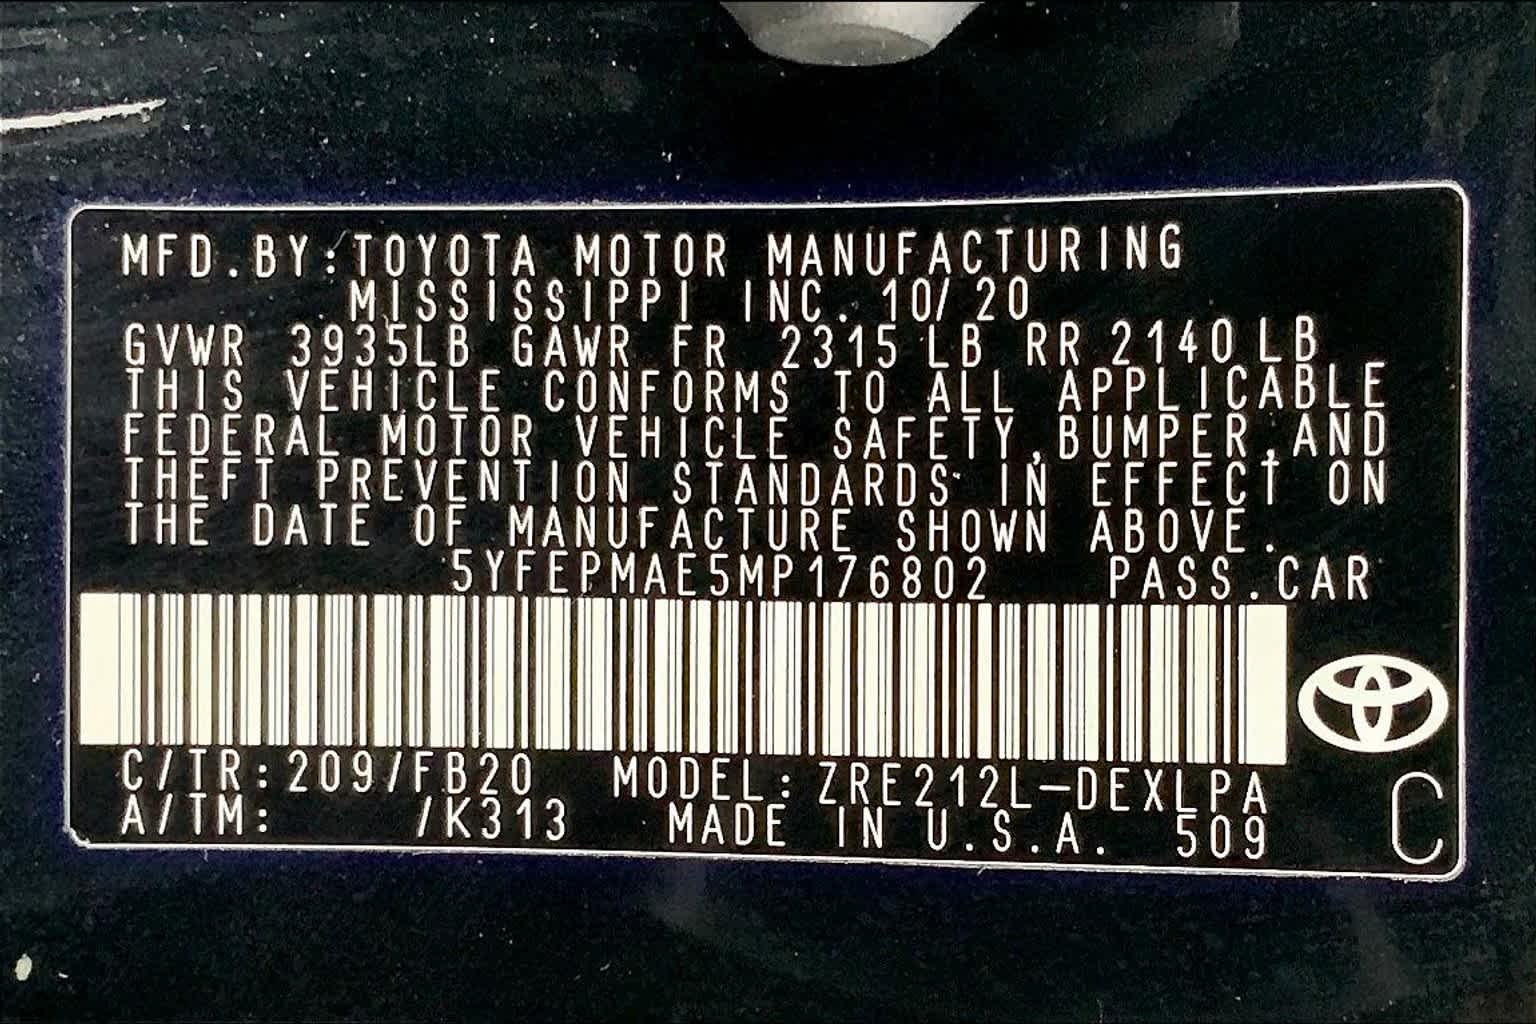 MFD.BY:TOYOTA MOTOR MANUFACTURING
MISSISSIPPI INC. 10/20
GVWR 3935LB GAWR FR 2315 LB RR 2140 LB
THIS VEHICLE CONFORMS TO ALL APPLICABLE
FEDERAL MOTOR VEHICLE SAFETY,BUMPER,AND
THEFT PREVENTION STANDARDS IN EFFECT ON
THE DATE OF MANUFACTURE SHOWN ABOVE.
5YFEPMAE5MP176802 PASS.CAR
C/TR:209/FB20 MODEL:ZRE212L-DEXLPA
A/TM: /K313 MADE IN U.S.A. 509
C